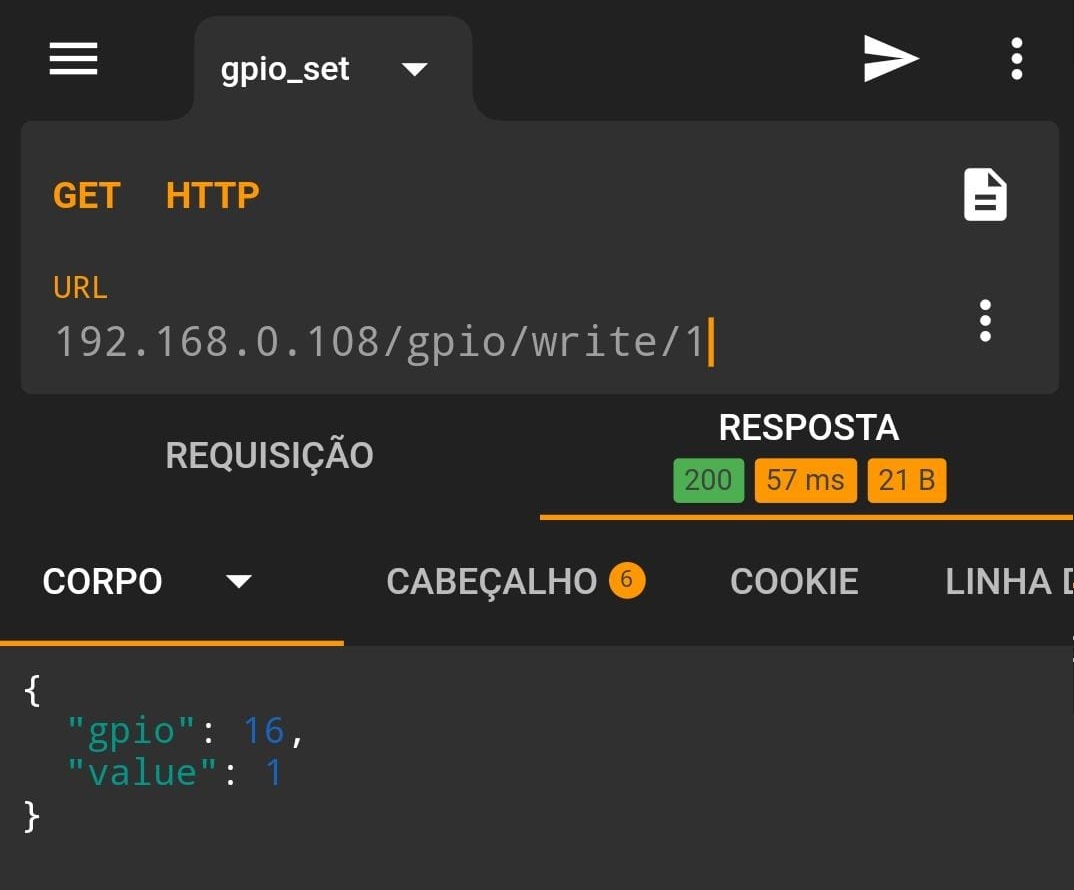 gpio_set
GET HTTP
URL
192.168.0.108/gpio/write/1
REQUISIÇÃO
RESPOSTA
200 57 ms 21 B
CORPO CABEÇALHO 6 COOKIE LINHA D
{
"gpio": 16,
"value": 1
}